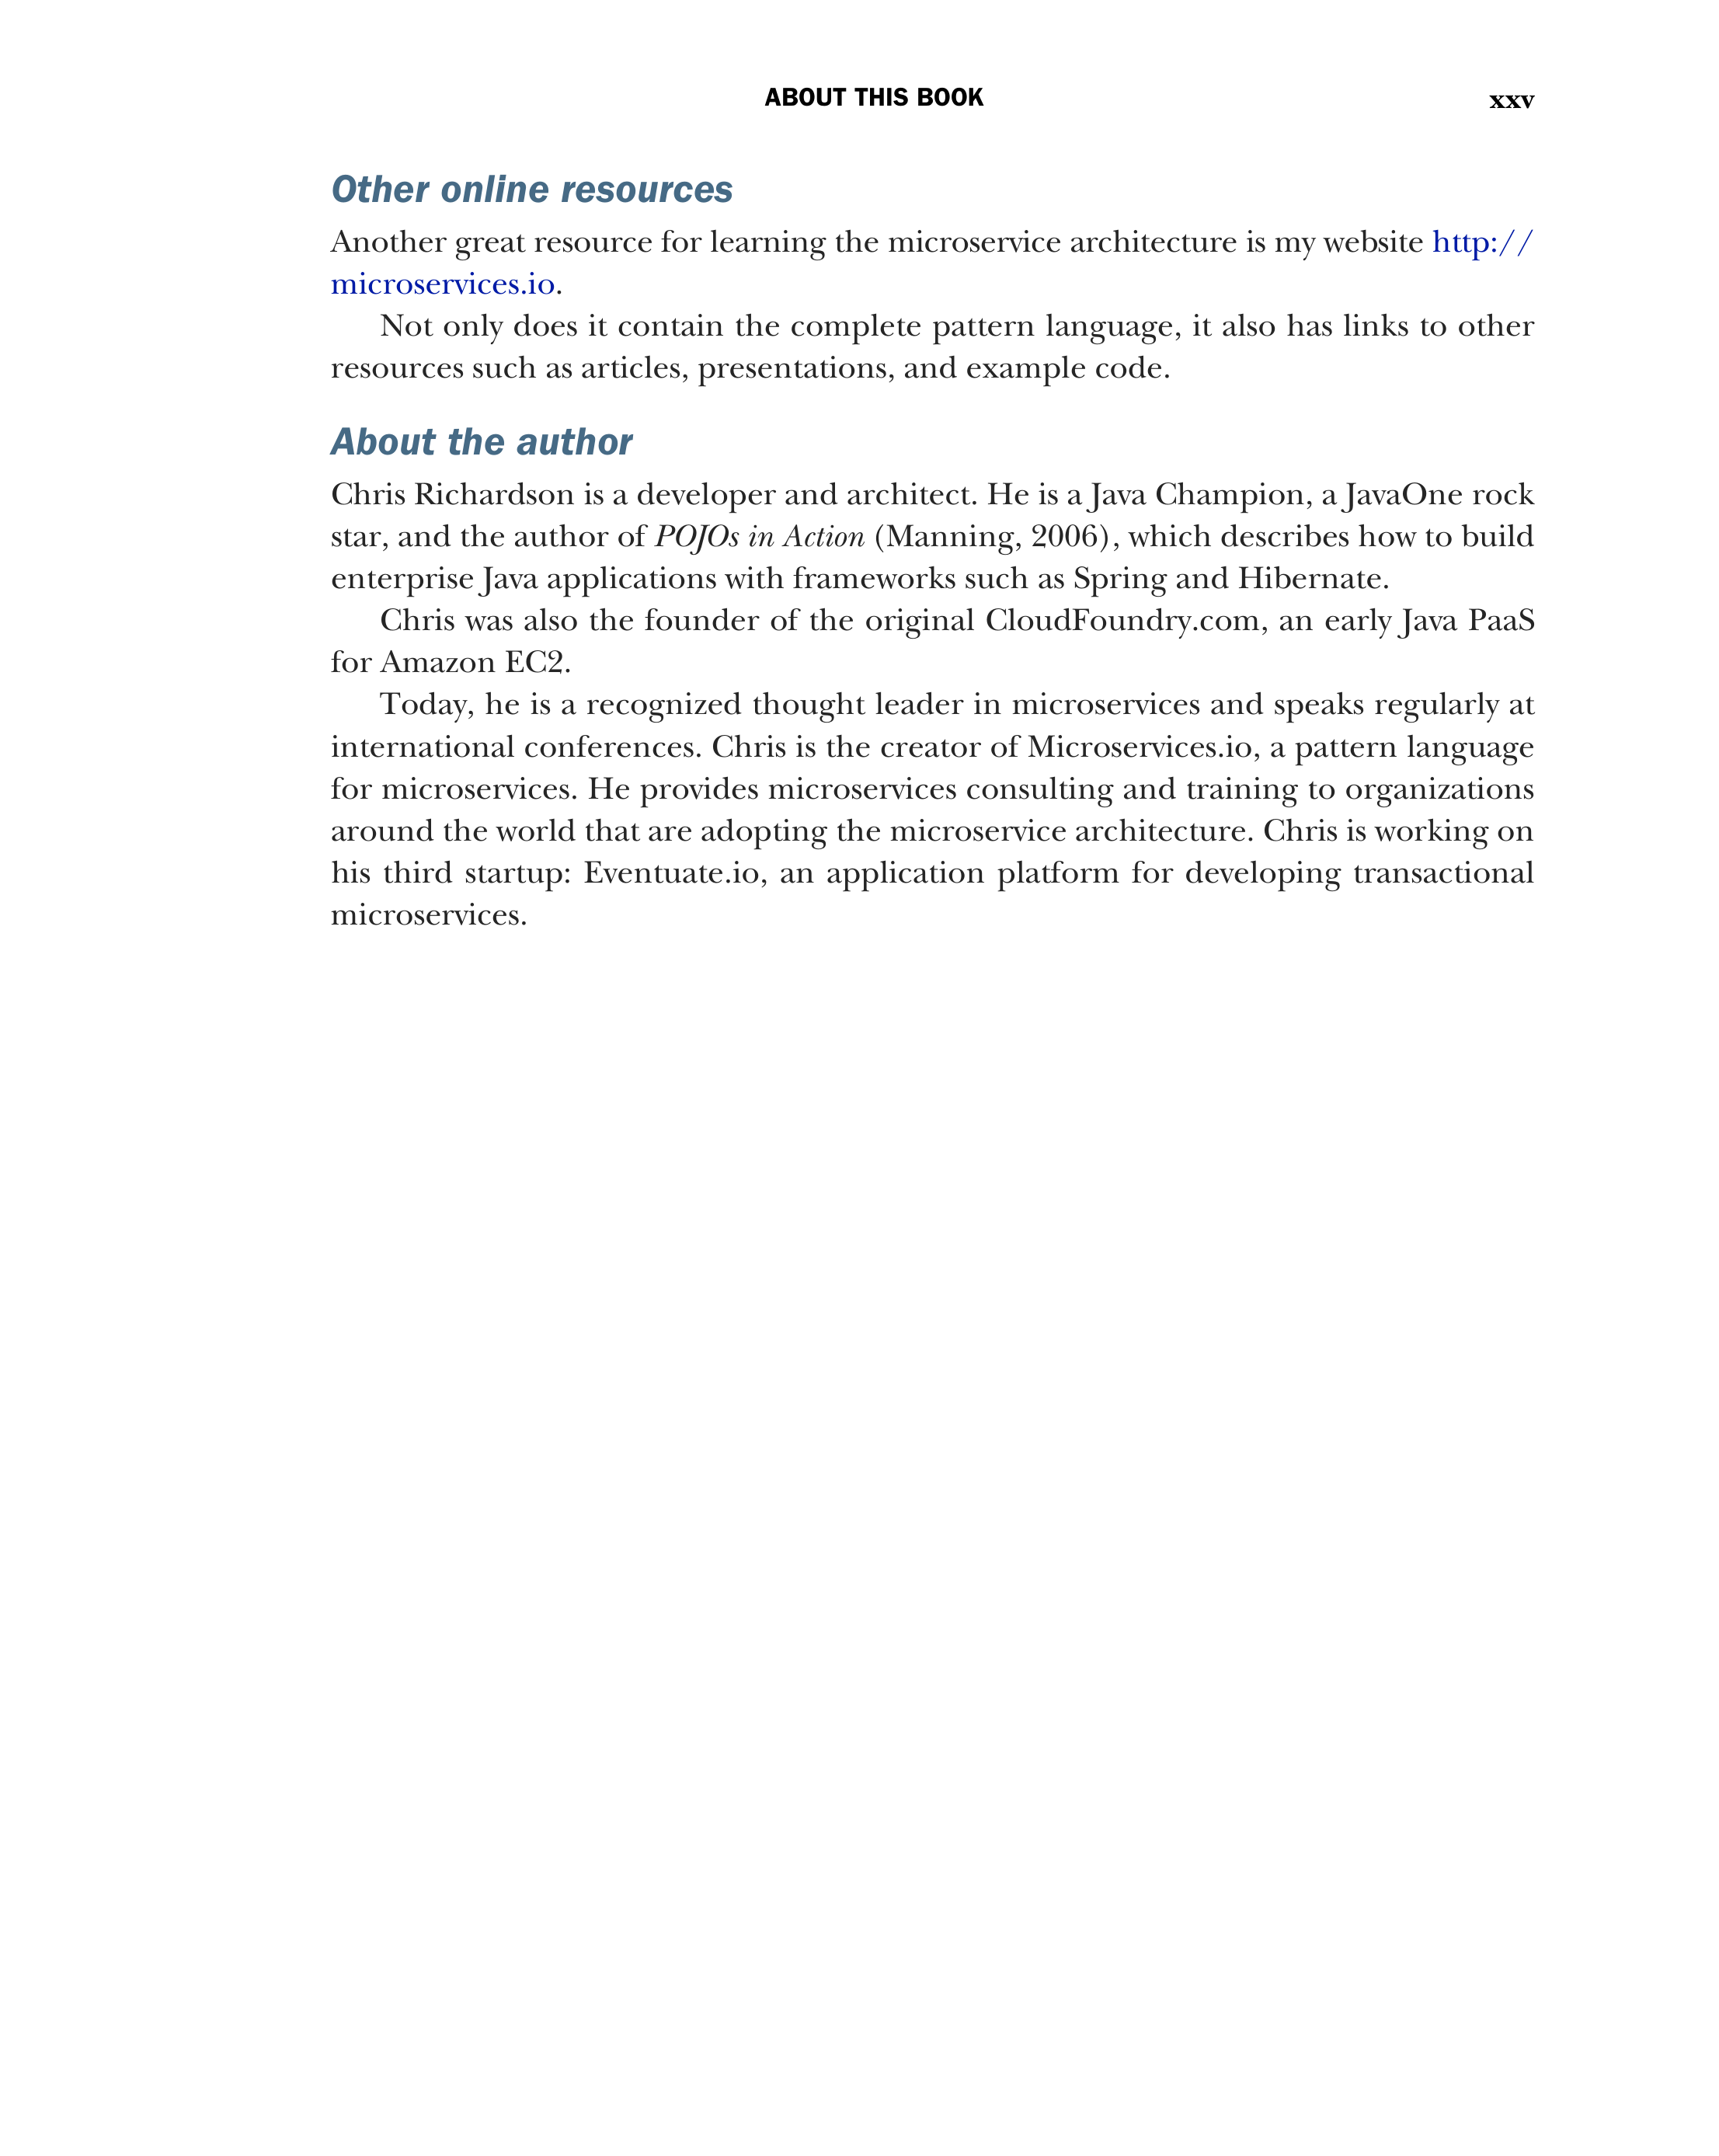 ABOUT THIS BOOK xxv
Other online resources
Another great resource for learning the microservice architecture is my website http://
microservices.io.
Not only does it contain the complete pattern language, it also has links to other
resources such as articles, presentations, and example code.
About the author
Chris Richardson is a developer and architect. He is a Java Champion, a JavaOne rock
star, and the author of POJOs in Action (Manning, 2006), which describes how to build
enterprise Java applications with frameworks such as Spring and Hibernate.
Chris was also the founder of the original CloudFoundry.com, an early Java PaaS
for Amazon EC2.
Today, he is a recognized thought leader in microservices and speaks regularly at
international conferences. Chris is the creator of Microservices.io, a pattern language
for microservices. He provides microservices consulting and training to organizations
around the world that are adopting the microservice architecture. Chris is working on
his third startup: Eventuate.io, an application platform for developing transactional
microservices.